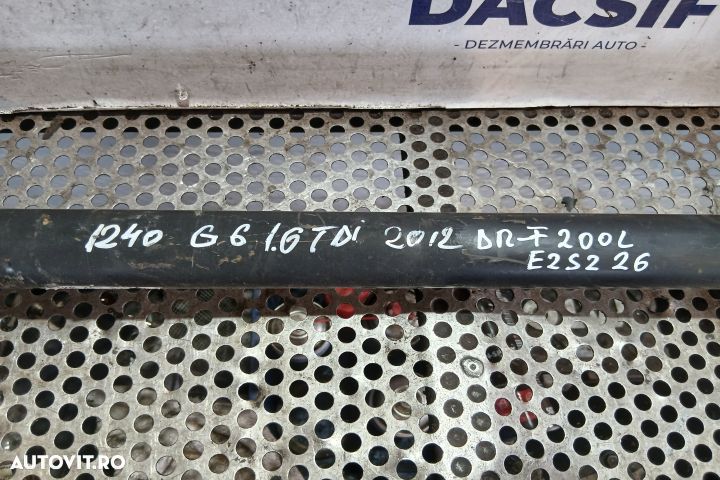 DACSIF
- DEZMEMBRĂRI AUTO -
1240 G6 1.6TDi 2012 DR-F 200L
E2S2 26
AUTOVIT.RO